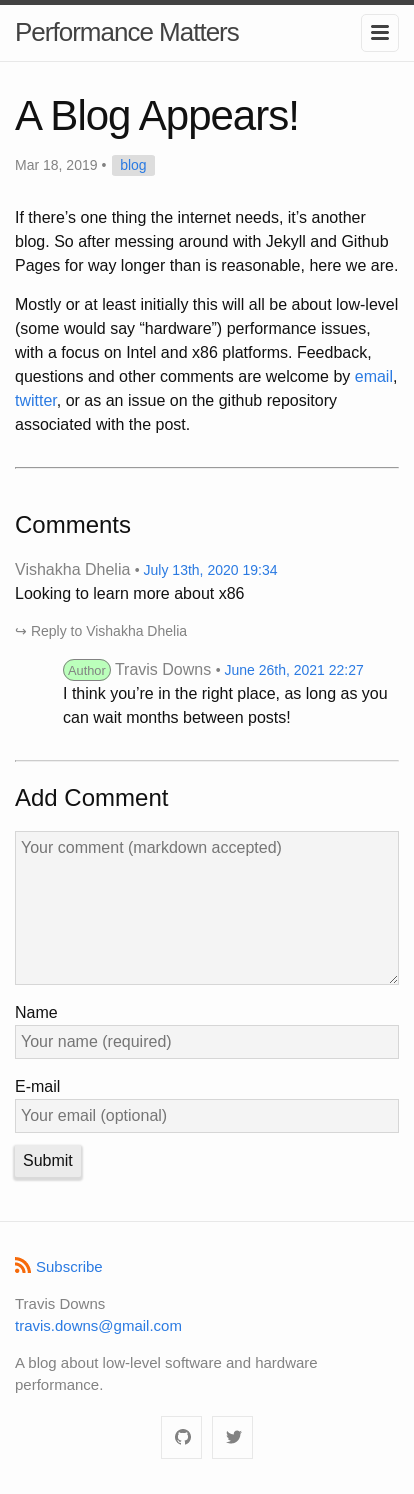 Performance Matters
A Blog Appears!
Mar 18, 2019 • blog
If there’s one thing the internet needs, it’s another
blog. So after messing around with Jekyll and Github
Pages for way longer than is reasonable, here we are.
Mostly or at least initially this will all be about low-level
(some would say “hardware”) performance issues,
with a focus on Intel and x86 platforms. Feedback,
questions and other comments are welcome by email,
twitter, or as an issue on the github repository
associated with the post.
Comments
Vishakha Dhelia • July 13th, 2020 19:34
Looking to learn more about x86
↪ Reply to Vishakha Dhelia
Author Travis Downs • June 26th, 2021 22:27
I think you’re in the right place, as long as you
can wait months between posts!
Add Comment
Your comment (markdown accepted)
Name
Your name (required)
E-mail
Your email (optional)
Submit
Subscribe
Travis Downs
travis.downs@gmail.com
A blog about low-level software and hardware
performance.